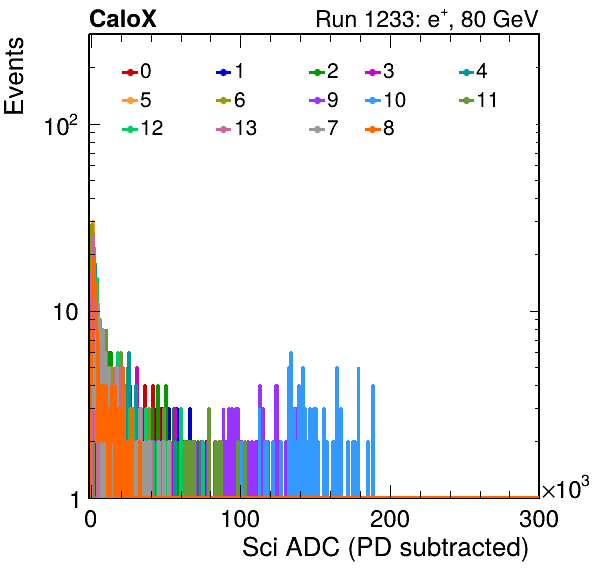 CaloX Run 1233: e⁺, 80 GeV
Events
0 1 2 3 4
5 6 9 10 11
12 13 7 8
10²
10
1
0 100 200 300
×10³
Sci ADC (PD subtracted)